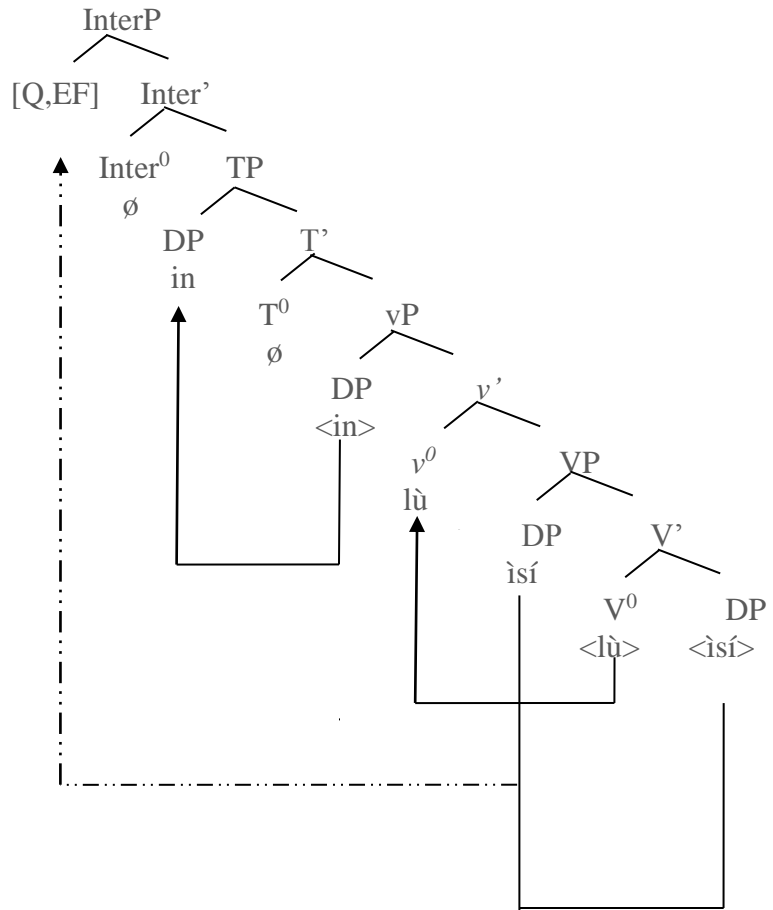 InterP
[Q,EF] Inter’
Inter⁰ TP
ø
DP T’
in
T⁰ vP
ø
DP v’
<in>
v⁰ VP
lù
DP V’
ìsí
V⁰ DP
<lù> <ìsí>